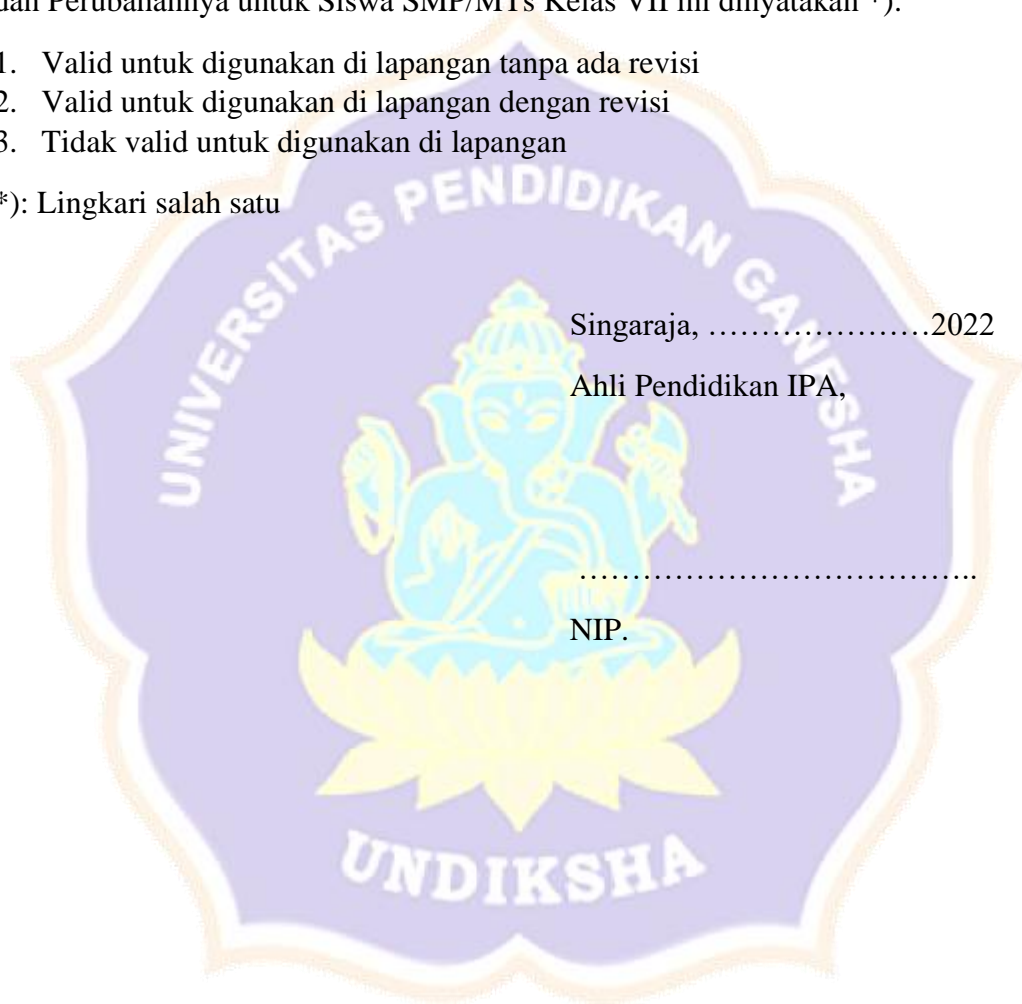 dan Perubahannya untuk Siswa SMP/MTs Kelas VII ini dinyatakan *):
1. Valid untuk digunakan di lapangan tanpa ada revisi
2. Valid untuk digunakan di lapangan dengan revisi
3. Tidak valid untuk digunakan di lapangan
*): Lingkari salah satu
UNIVERSITAS PENDIDIKAN GANESHA
Singaraja, …………………2022
Ahli Pendidikan IPA,
………………………………..
NIP.
UNDIKSHA